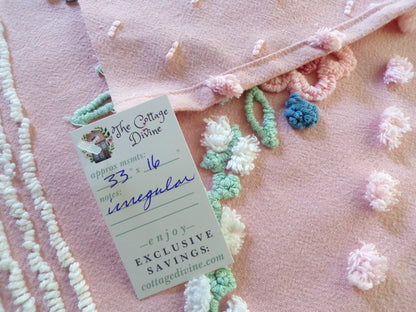 The Cottage
Divine
approx msmts:
33" x 16"
notes:
irregular
—enjoy—
EXCLUSIVE
SAVINGS:
cottagedivine.com